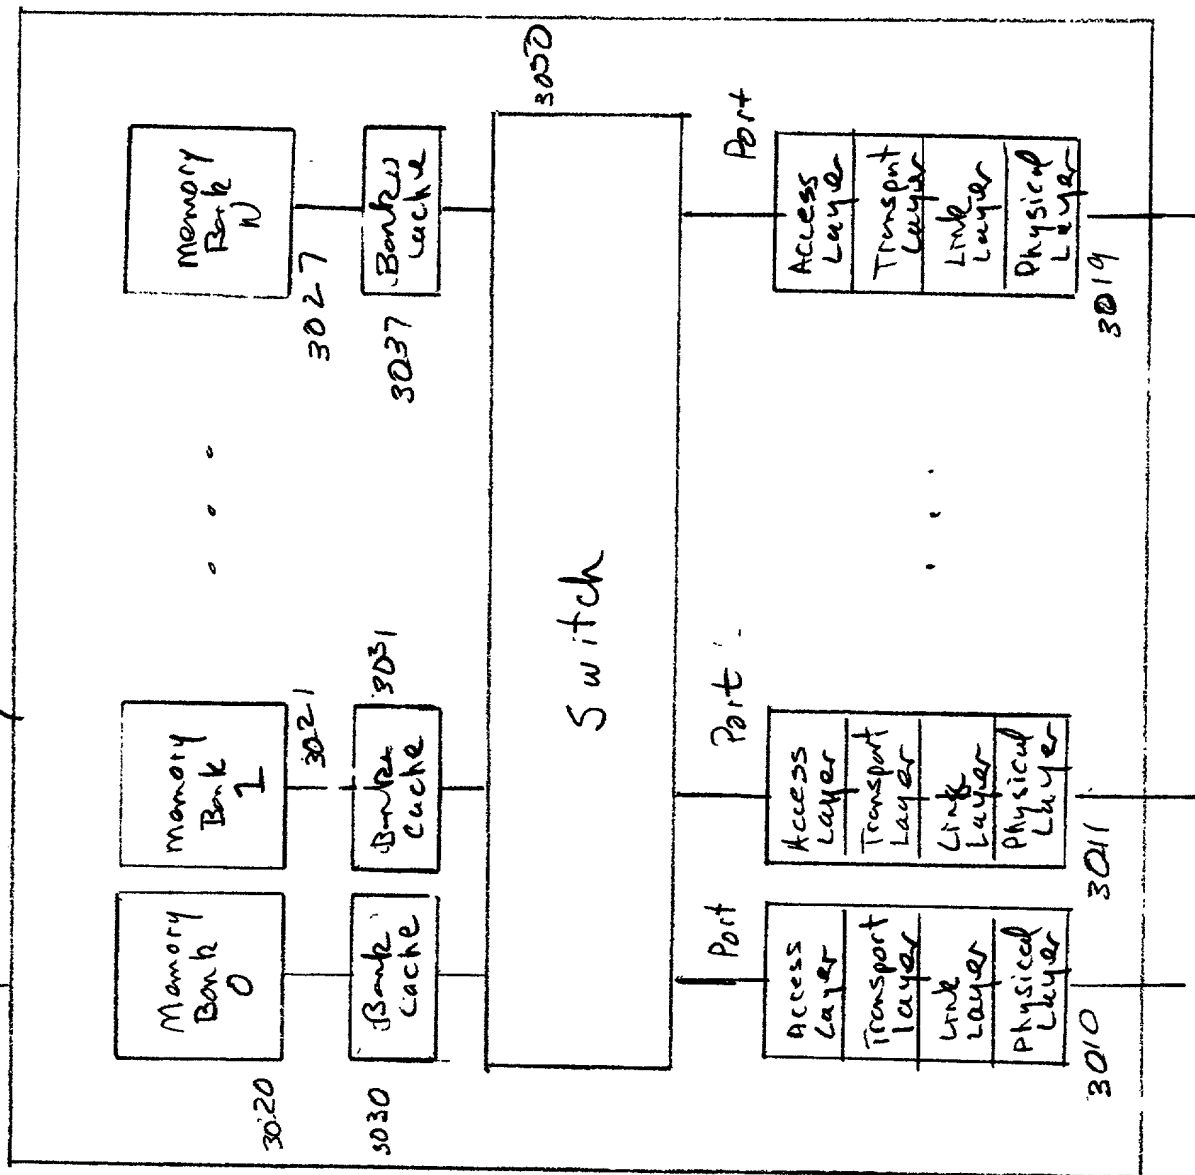 Memory
Bank
0
3020
Memory
Bank
1
3021
Memory
Bank
N
3027
Bank
Cache
3030
Bank
Cache
3031
Bank
Cache
3037
Switch
3050
Port
Access
Layer
Transport
Layer
Link
Layer
Physical
Layer
3010
Port
Access
Layer
Transport
Layer
Link
Layer
Physical
Layer
3011
. . .
Port
Access
Layer
Transport
Layer
Link
Layer
Physical
Layer
3019